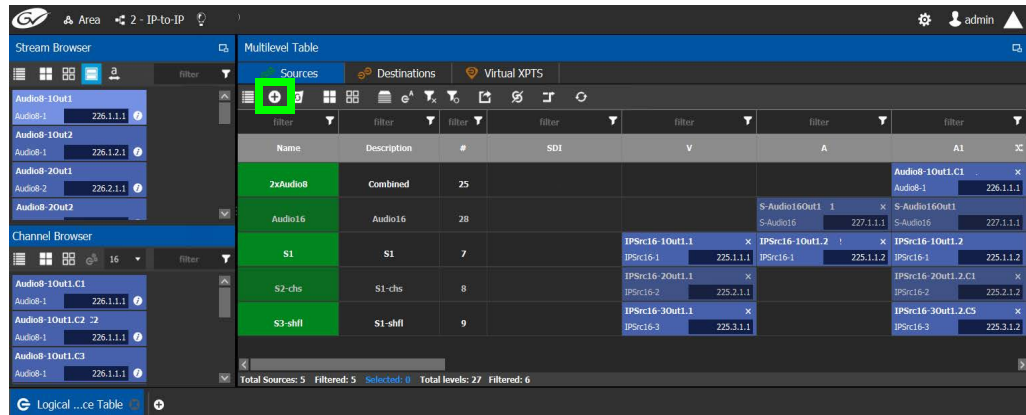 GV Area 2 - IP-to-IP admin
Stream Browser
filter
Audio8-1Out1
Audio8-1 226.1.1.1
Audio8-1Out2
Audio8-1 226.1.2.1
Audio8-2Out1
Audio8-2 226.2.1.1
Audio8-2Out2
Channel Browser
16 filter
Audio8-1Out1.C1
Audio8-1 226.1.1.1
Audio8-1Out1.C2 :2
Audio8-1 226.1.1.1
Audio8-1Out1.C3
Audio8-1 226.1.1.1
Multilevel Table
Sources Destinations Virtual XPTS
filter filter filter filter filter filter filter
Name Description # SDI V A A1
2xAudio8 Combined 25 Audio8-1Out1.C1 x
Audio8-1 226.1.1.1
Audio16 Audio16 28 S-Audio16Out1 1 x S-Audio16Out1
S-Audio16 227.1.1.1 S-Audio16 227.1.1.1
S1 S1 7 IPSrc16-1Out1.1 x IPSrc16-1Out1.2 x IPSrc16-1Out1.2
IPSrc16-1 225.1.1.1 IPSrc16-1 225.1.1.2 IPSrc16-1 225.1.1.2
S2-chs S1-chs 8 IPSrc16-2Out1.1 x IPSrc16-2Out1.2.C1 x
IPSrc16-2 225.2.1.1 IPSrc16-2 225.2.1.2
S3-shfl S1-shfl 9 IPSrc16-3Out1.1 x IPSrc16-3Out1.2.C5 x
IPSrc16-3 225.3.1.1 IPSrc16-3 225.3.1.2
Total Sources: 5 Filtered: 5 Selected: 0 Total levels: 27 Filtered: 6
Logical ...ce Table